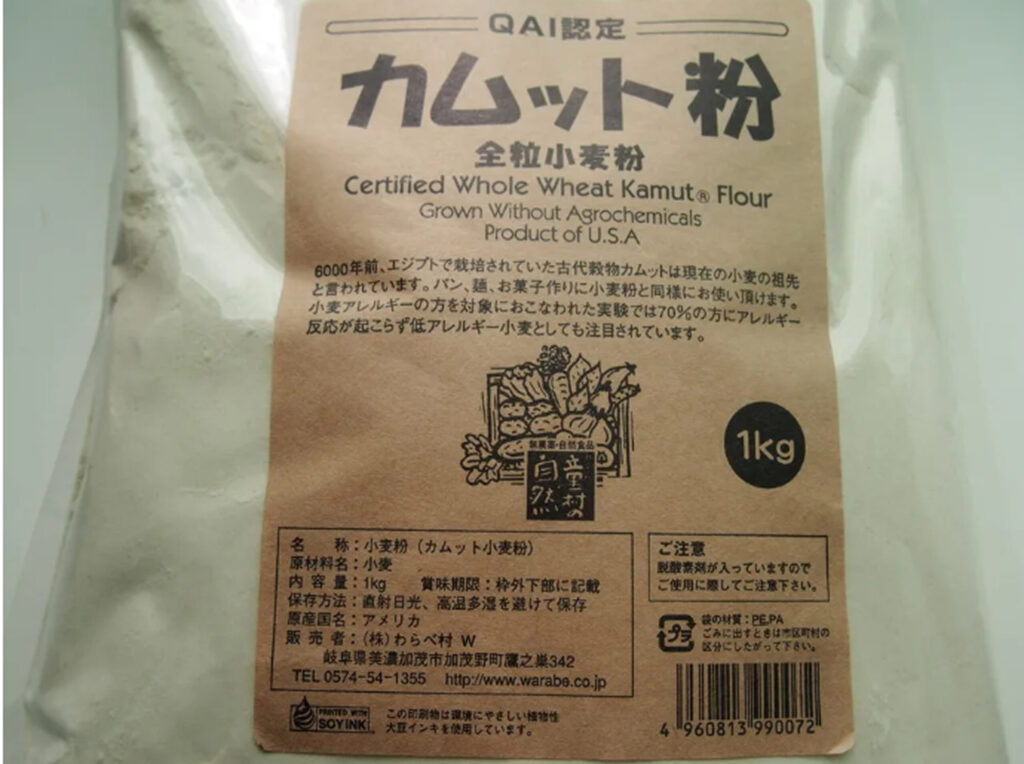 QAI認定
カムット粉
全粒小麦粉
Certified Whole Wheat Kamut® Flour
Grown Without Agrochemicals
Product of U.S.A
6000年前、エジプトで栽培されていた古代穀物カムットは現在の小麦の祖先
と言われています。パン、麺、お菓子作りに小麦粉と同様にお使い頂けます。
小麦アレルギーの方を対象におこなわれた実験では70%の方にアレルギー
反応が起こらず低アレルギー小麦としても注目されています。
無農薬・自然食品
童村の
自然
1kg
名　称：小麦粉（カムット小麦粉）
原材料名：小麦
内容量：1kg　賞味期限：枠外下部に記載
保存方法：直射日光、高温多湿を避けて保存
原産国名：アメリカ
販売者：(株)わらべ村 W
岐阜県美濃加茂市加茂野町鷹之巣342
TEL 0574-54-1355　http://www.warabe.co.jp
ご注意
脱酸素剤が入っていますので
ご使用に際してご注意下さい。
プラ
袋の材質：PE,PA
ごみに出すときは市区町村の
区分にしたがって下さい。
PRINTED WITH
SOY INK
この印刷物は環境にやさしい植物性
大豆インキを使用しています。
4 960813 990072